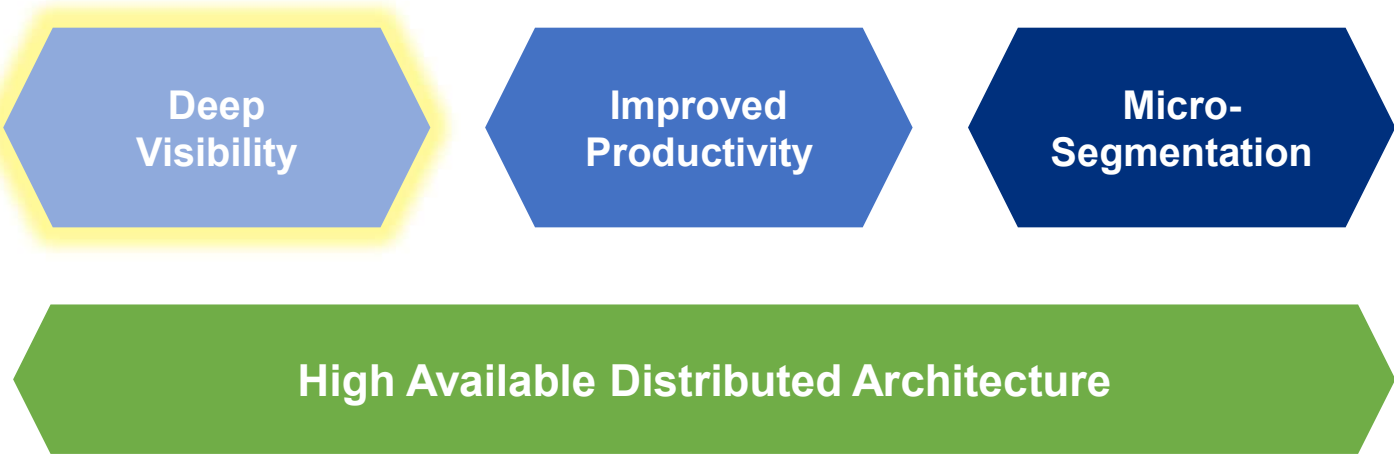 Deep
Visibility
Improved
Productivity
Micro-
Segmentation
High Available Distributed Architecture